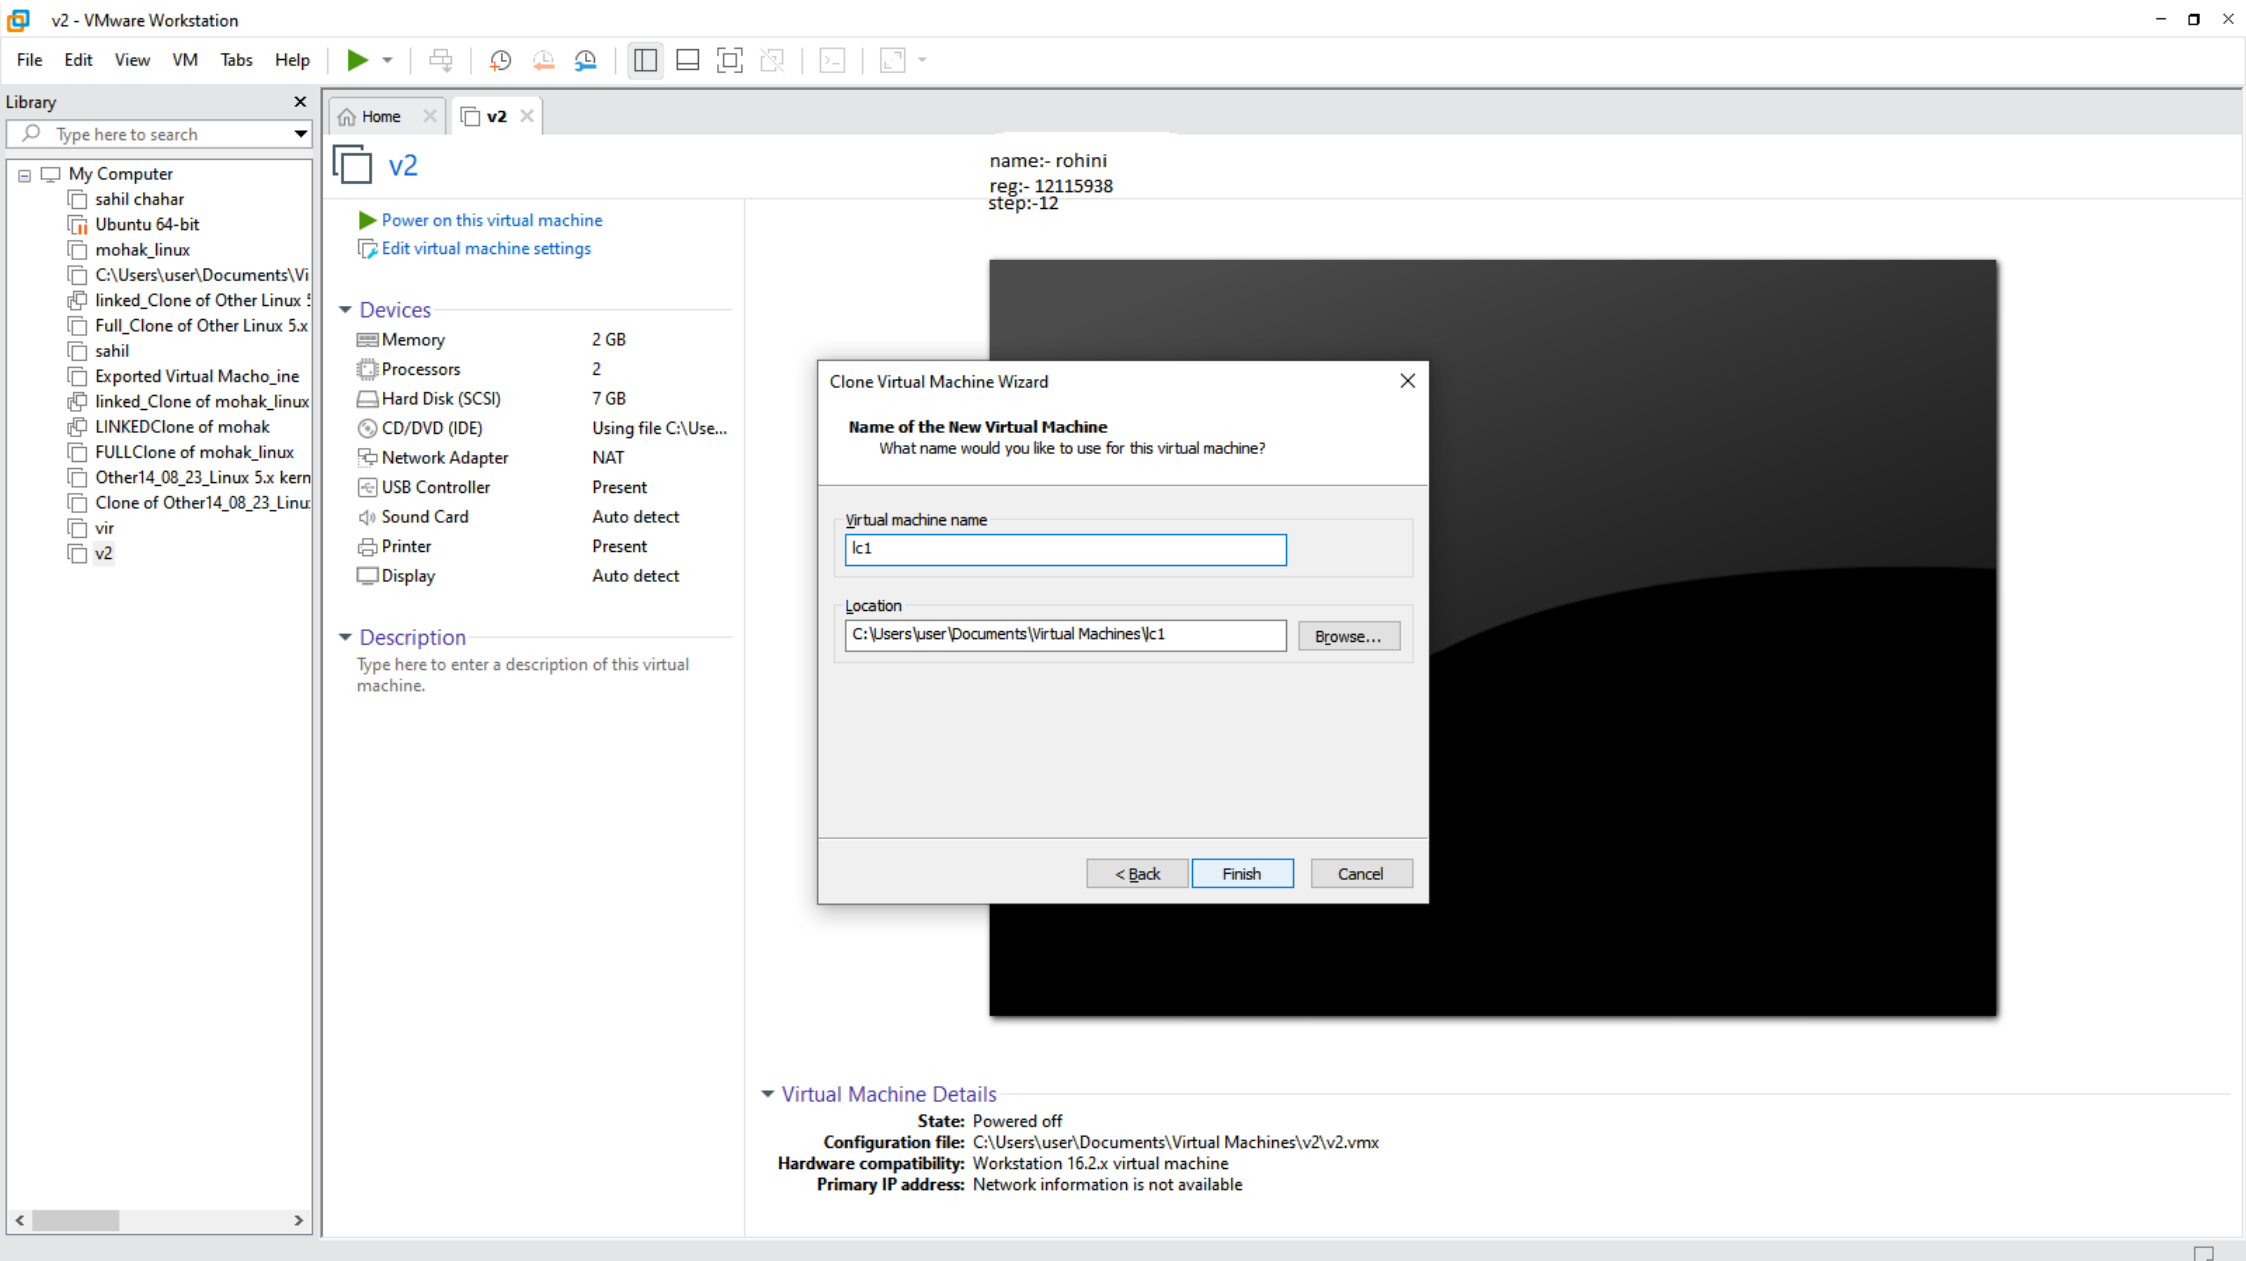 v2 - VMware Workstation
File Edit View VM Tabs Help
Library
Type here to search
My Computer
sahil chahar
Ubuntu 64-bit
mohak_linux
C:\Users\user\Documents\Vi
linked_Clone of Other Linux 5
Full_Clone of Other Linux 5.x
sahil
Exported Virtual Macho_ine
linked_Clone of mohak_linux
LINKEDClone of mohak
FULLClone of mohak_linux
Other14_08_23_Linux 5.x kern
Clone of Other14_08_23_Linu
vir
v2
Home
v2
v2
name:- rohini
reg:- 12115938
step:-12
Power on this virtual machine
Edit virtual machine settings
Devices
Memory 2 GB
Processors 2
Hard Disk (SCSI) 7 GB
CD/DVD (IDE) Using file C:\Use...
Network Adapter NAT
USB Controller Present
Sound Card Auto detect
Printer Present
Display Auto detect
Description
Type here to enter a description of this virtual
machine.
Clone Virtual Machine Wizard
Name of the New Virtual Machine
What name would you like to use for this virtual machine?
Virtual machine name
lc1
Location
C:\Users\user\Documents\Virtual Machines\lc1
Browse...
< Back Finish Cancel
Virtual Machine Details
State: Powered off
Configuration file: C:\Users\user\Documents\Virtual Machines\v2\v2.vmx
Hardware compatibility: Workstation 16.2.x virtual machine
Primary IP address: Network information is not available